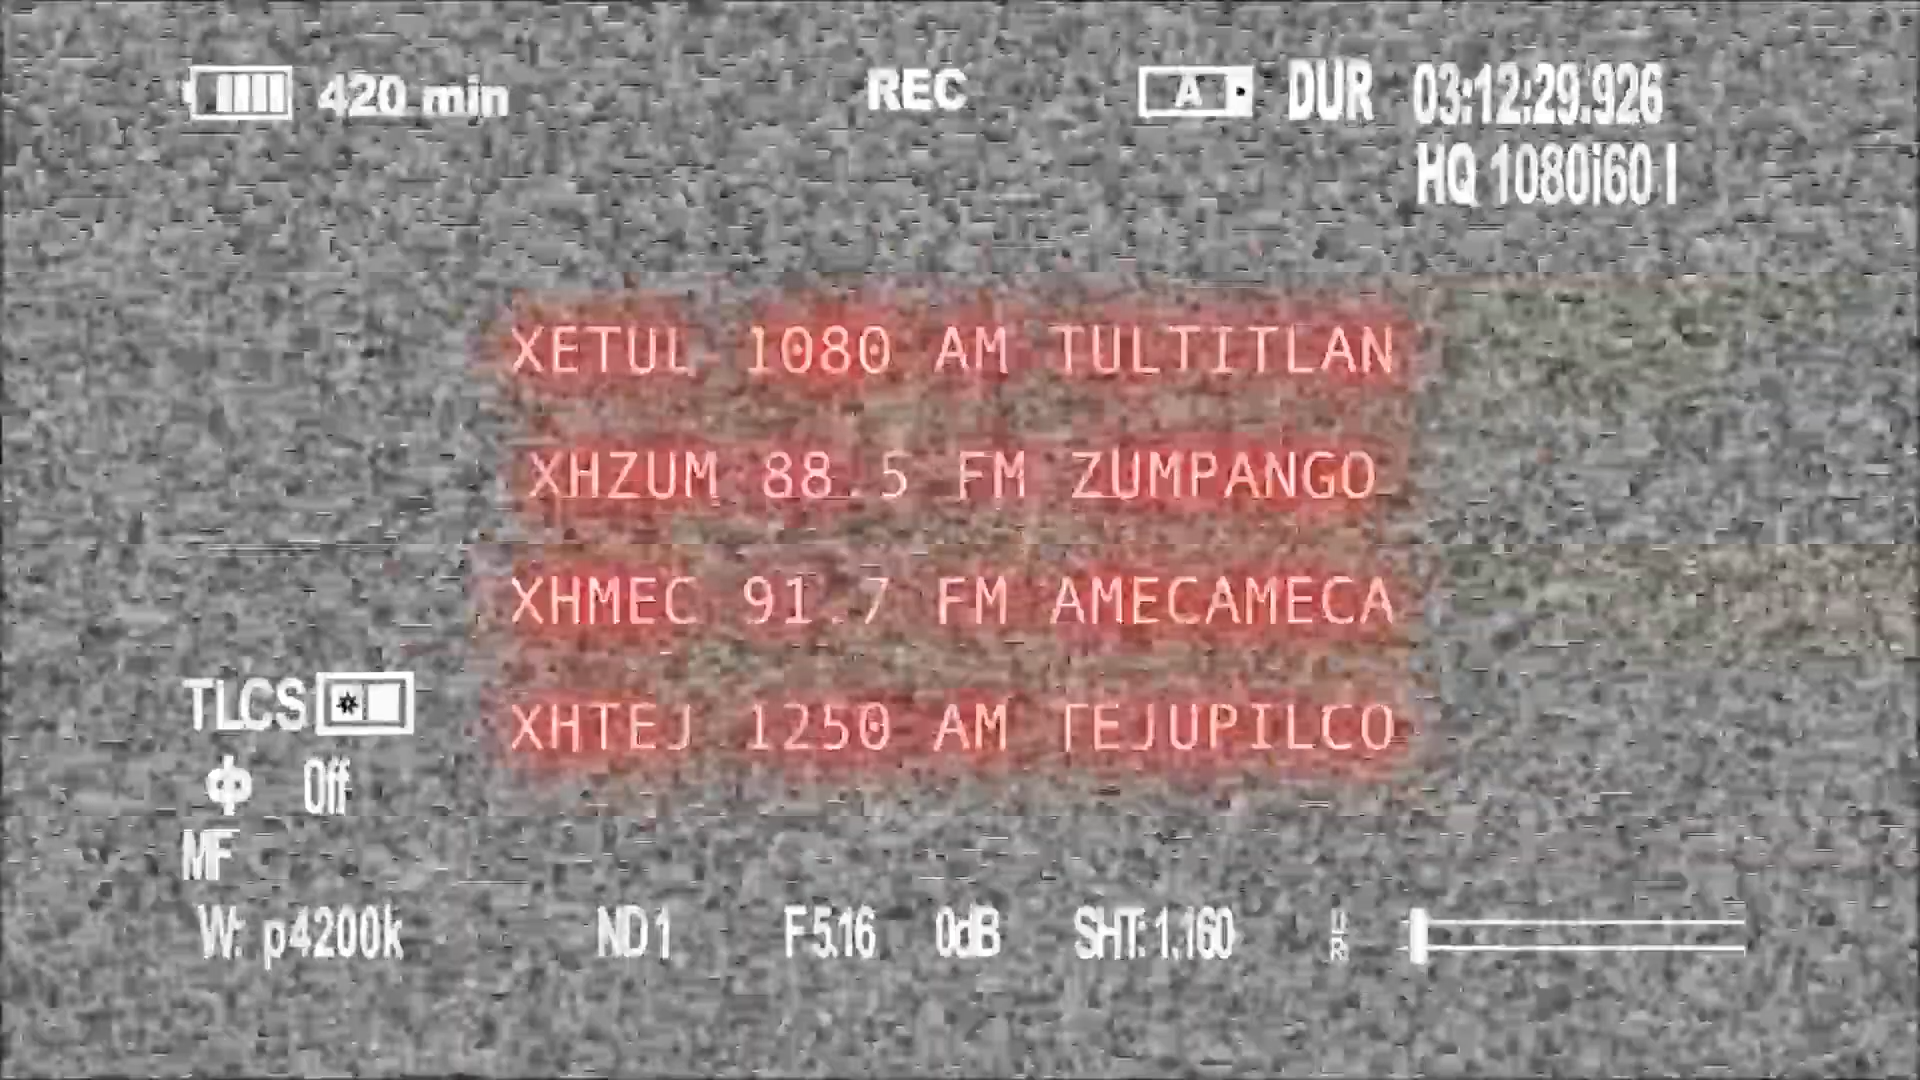 420 min REC A DUR 03:12:29.926
HQ 1080i60 I
XETUL 1080 AM TULTITLAN
XHZUM 88.5 FM ZUMPANGO
XHMEC 91.7 FM AMECAMECA
XHTEJ 1250 AM TEJUPILCO
TLCS
Off
MF
W: p4200k ND1 F5.16 0dB SHT: 1.160